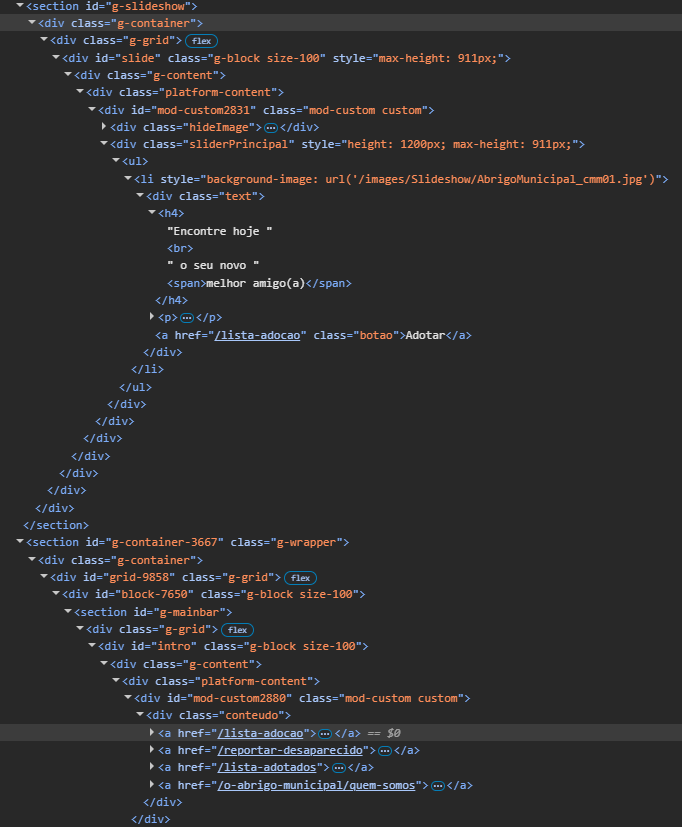 <section id="g-slideshow">
<div class="g-container">
<div class="g-grid"> flex
<div id="slide" class="g-block size-100" style="max-height: 911px;">
<div class="g-content">
<div class="platform-content">
<div id="mod-custom2831" class="mod-custom custom">
<div class="hideImage"> ⋯ </div>
<div class="sliderPrincipal" style="height: 1200px; max-height: 911px;">
<ul>
<li style="background-image: url('/images/Slideshow/AbrigoMunicipal_cmm01.jpg')">
<div class="text">
<h4>
"Encontre hoje "
<br>
" o seu novo "
<span>melhor amigo(a)</span>
</h4>
<p> ⋯ </p>
<a href="/lista-adocao" class="botao">Adotar</a>
</div>
</li>
</ul>
</div>
</div>
</div>
</div>
</div>
</div>
</div>
</section>
<section id="g-container-3667" class="g-wrapper">
<div class="g-container">
<div id="grid-9858" class="g-grid"> flex
<div id="block-7650" class="g-block size-100">
<section id="g-mainbar">
<div class="g-grid"> flex
<div id="intro" class="g-block size-100">
<div class="g-content">
<div class="platform-content">
<div id="mod-custom2880" class="mod-custom custom">
<div class="conteudo">
<a href="/lista-adocao"> ⋯ </a> == $0
<a href="/reportar-desaparecido"> ⋯ </a>
<a href="/lista-adotados"> ⋯ </a>
<a href="/o-abrigo-municipal/quem-somos"> ⋯ </a>
</div>
</div>